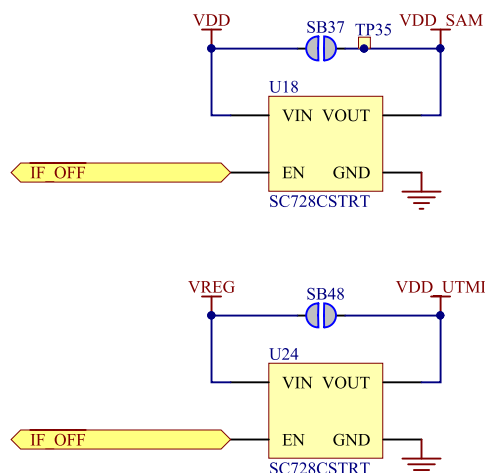 VDD SB37 TP35 VDD_SAM
U18
VIN VOUT
IF_OFF EN GND
SC728CSTRT
VREG SB48 VDD_UTMI
U24
VIN VOUT
IF_OFF EN GND
SC728CSTRT